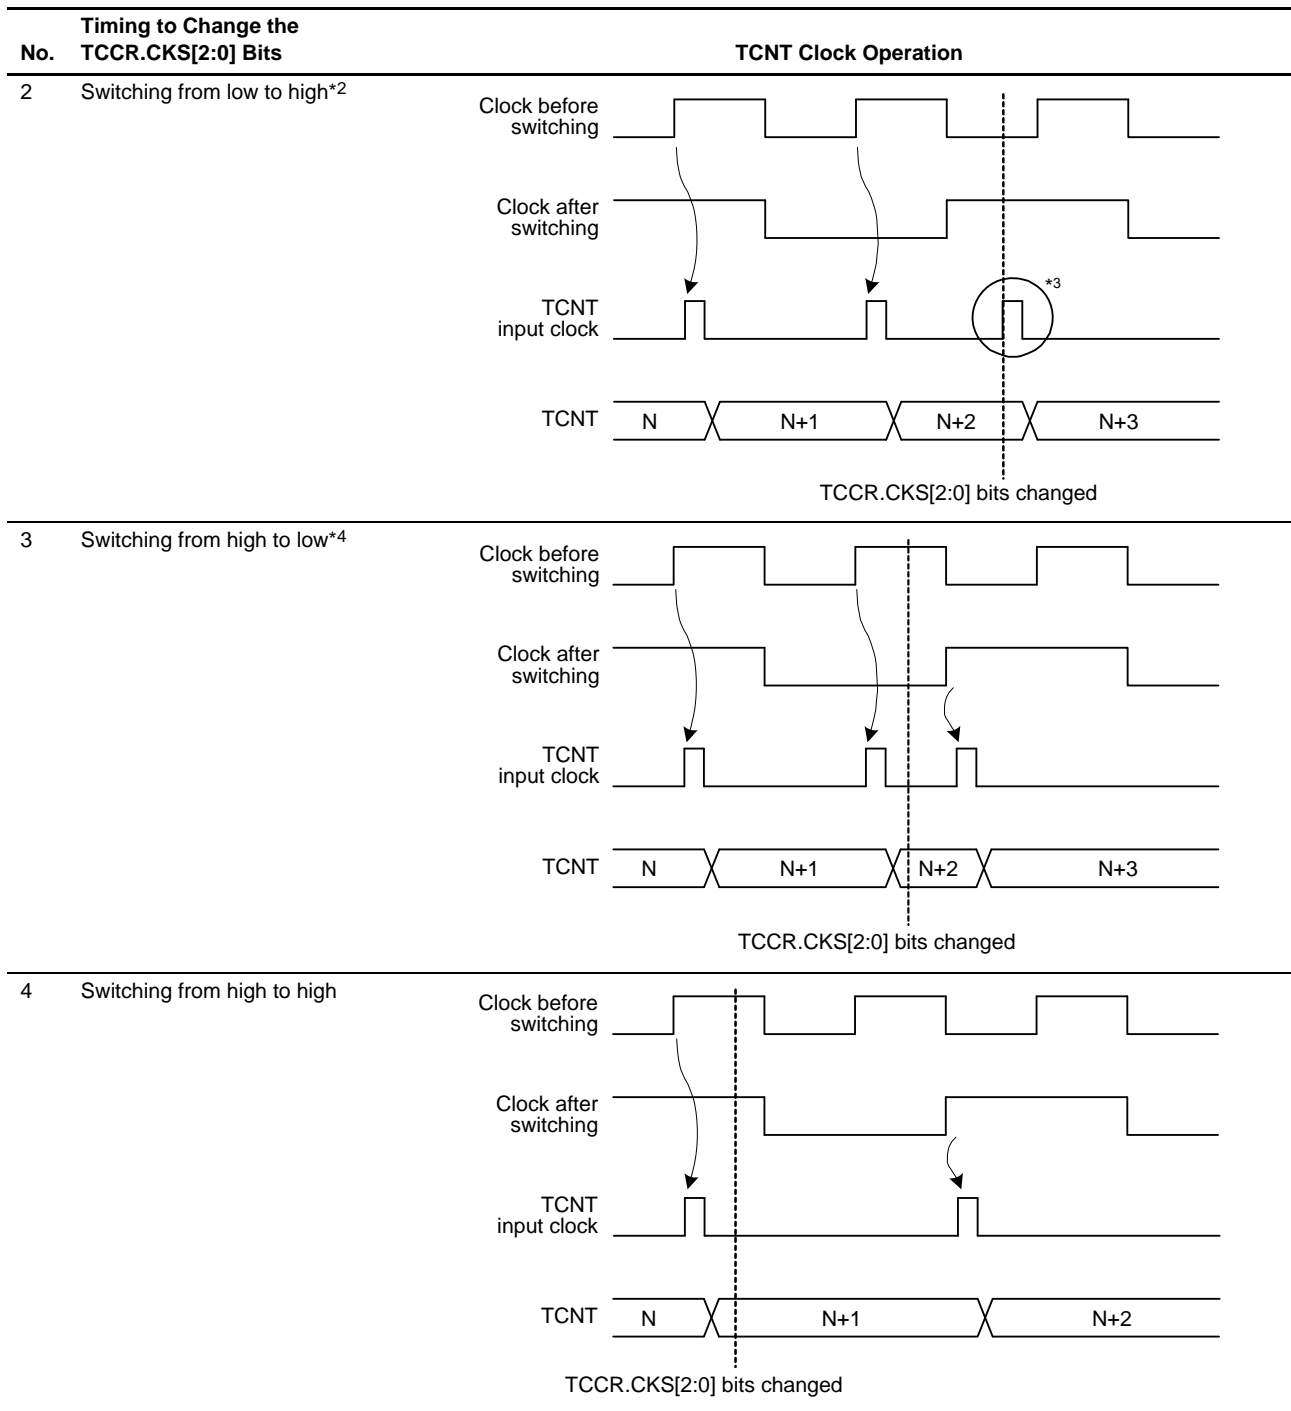 No.
Timing to Change the
TCCR.CKS[2:0] Bits
TCNT Clock Operation
2
Switching from low to high*2
Clock before
switching
Clock after
switching
TCNT
input clock
*3
TCNT
N
N+1
N+2
N+3
TCCR.CKS[2:0] bits changed
3
Switching from high to low*4
Clock before
switching
Clock after
switching
TCNT
input clock
TCNT
N
N+1
N+2
N+3
TCCR.CKS[2:0] bits changed
4
Switching from high to high
Clock before
switching
Clock after
switching
TCNT
input clock
TCNT
N
N+1
N+2
TCCR.CKS[2:0] bits changed